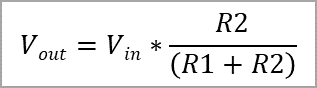 V_out = V_in * R2 / (R1 + R2)